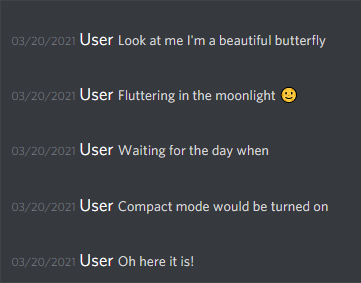 03/20/2021 User Look at me I'm a beautiful butterfly
03/20/2021 User Fluttering in the moonlight 🙂
03/20/2021 User Waiting for the day when
03/20/2021 User Compact mode would be turned on
03/20/2021 User Oh here it is!